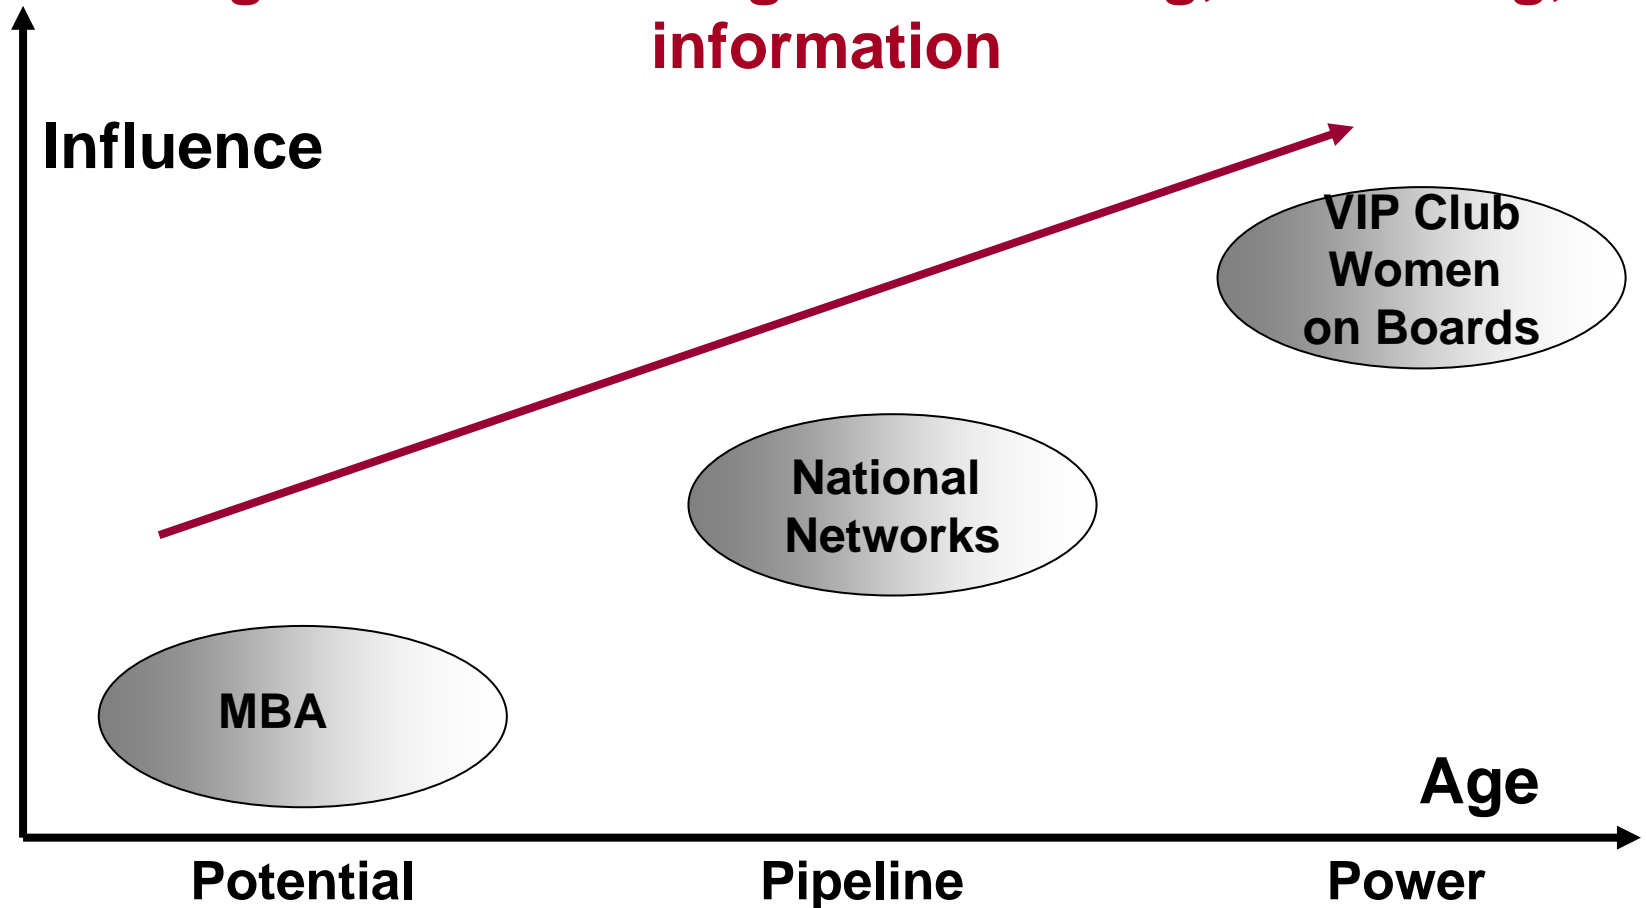 information
Influence
VIP Club
Women
on Boards
National
Networks
MBA
Age
Potential
Pipeline
Power